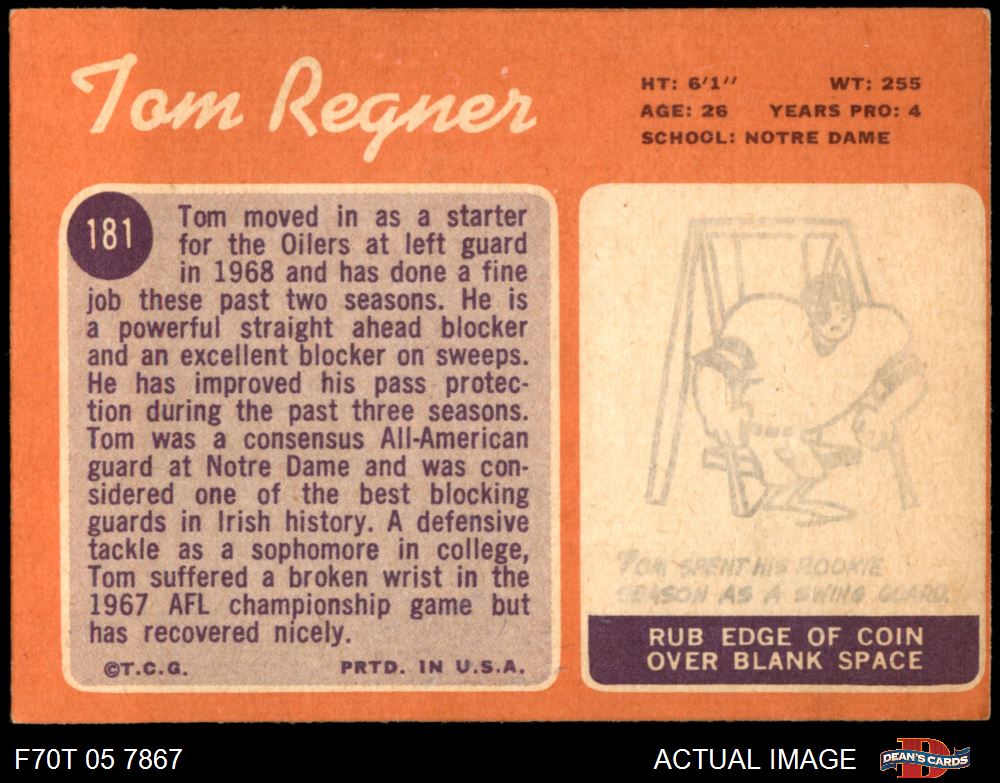 Tom Regner
HT: 6'1" WT: 255
AGE: 26 YEARS PRO: 4
SCHOOL: NOTRE DAME
181
Tom moved in as a starter
for the Oilers at left guard
in 1968 and has done a fine
job these past two seasons. He is
a powerful straight ahead blocker
and an excellent blocker on sweeps.
He has improved his pass protec-
tion during the past three seasons.
Tom was a consensus All-American
guard at Notre Dame and was con-
sidered one of the best blocking
guards in Irish history. A defensive
tackle as a sophomore in college,
Tom suffered a broken wrist in the
1967 AFL championship game but
has recovered nicely.
©T.C.G. PRTD. IN U.S.A.
TOM SPENT HIS ROOKIE
SEASON AS A SWING GUARD.
RUB EDGE OF COIN
OVER BLANK SPACE
F70T 05 7867
ACTUAL IMAGE
D
DEAN'S CARDS